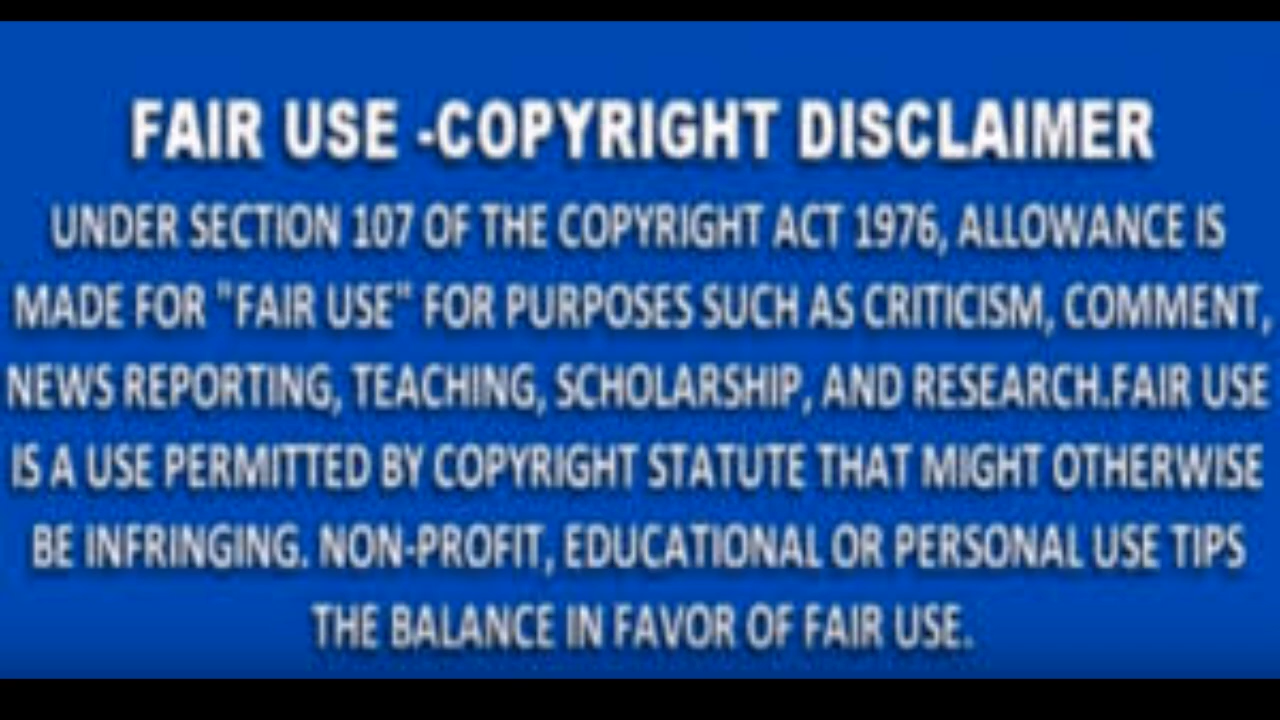 FAIR USE -COPYRIGHT DISCLAIMER
UNDER SECTION 107 OF THE COPYRIGHT ACT 1976, ALLOWANCE IS
MADE FOR "FAIR USE" FOR PURPOSES SUCH AS CRITICISM, COMMENT,
NEWS REPORTING, TEACHING, SCHOLARSHIP, AND RESEARCH.FAIR USE
IS A USE PERMITTED BY COPYRIGHT STATUTE THAT MIGHT OTHERWISE
BE INFRINGING. NON-PROFIT, EDUCATIONAL OR PERSONAL USE TIPS
THE BALANCE IN FAVOR OF FAIR USE.